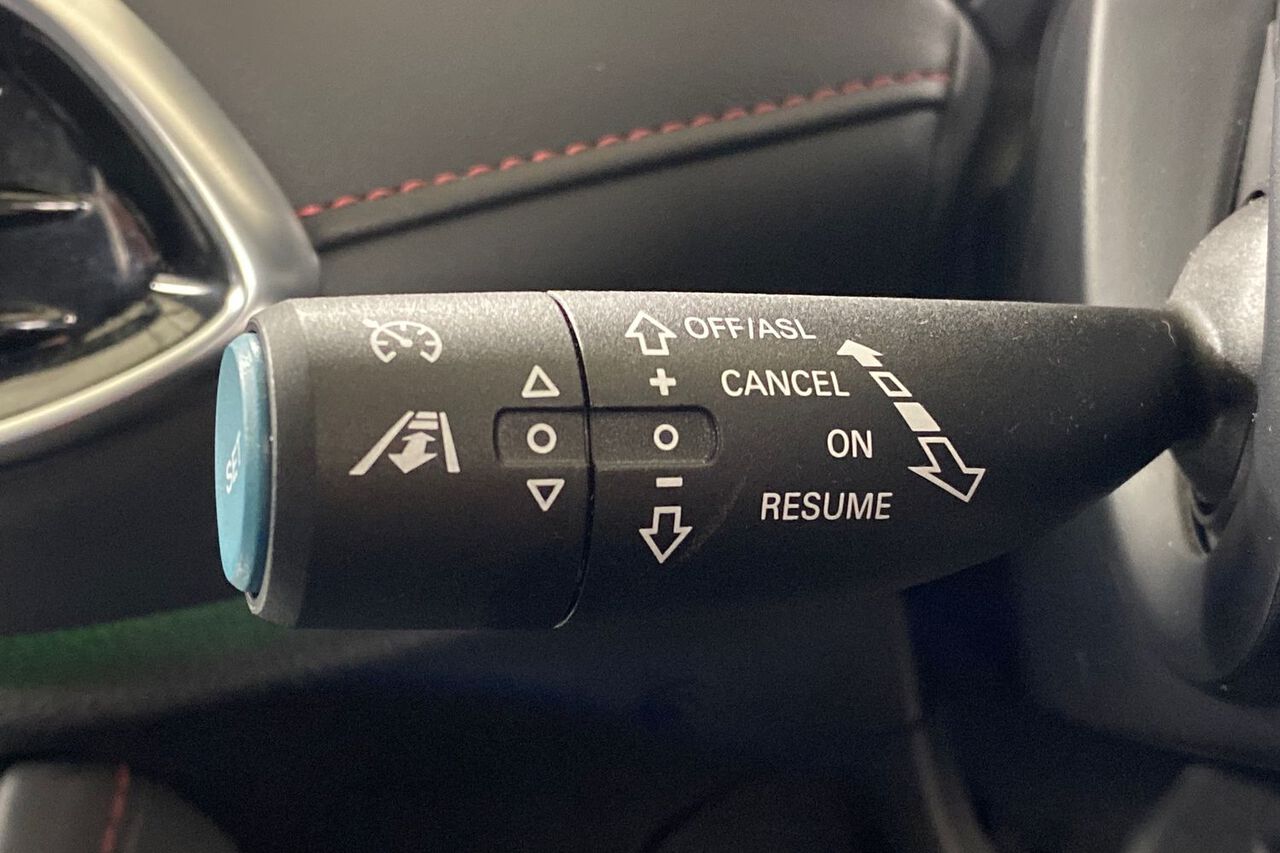 OFF/ASL
+
CANCEL
ON
−
RESUME
SET